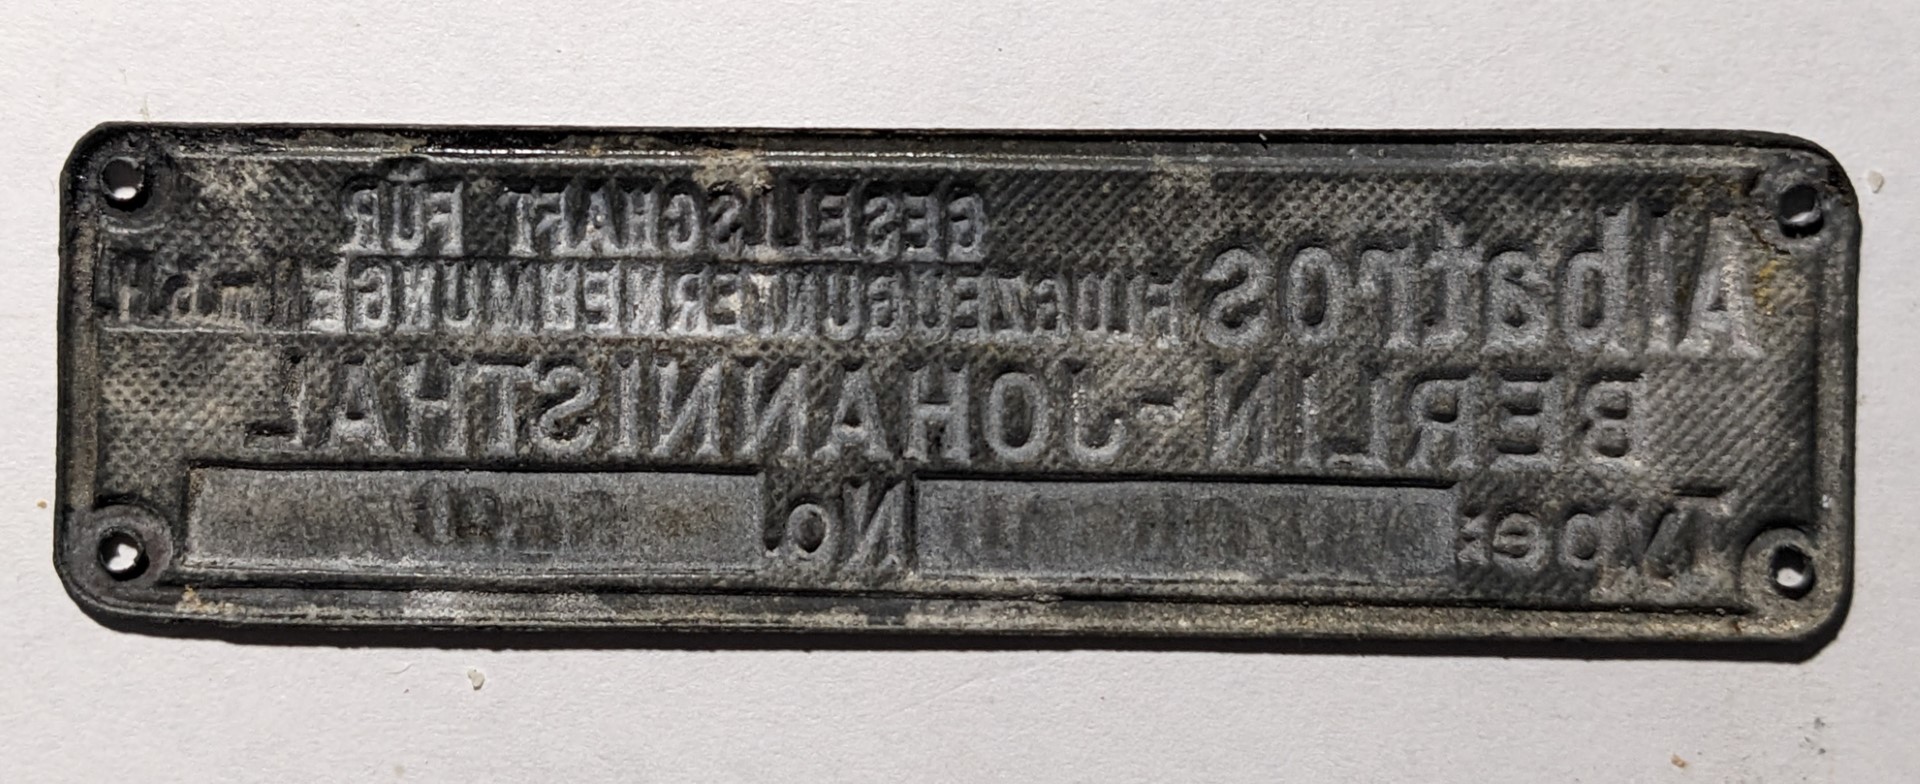 GESELLSCHAFT FÜR
Albatros FLUGZEUGUNTERNEHMUNGEN m.b.H.
BERLIN - JOHANNISTHAL
Type: No.